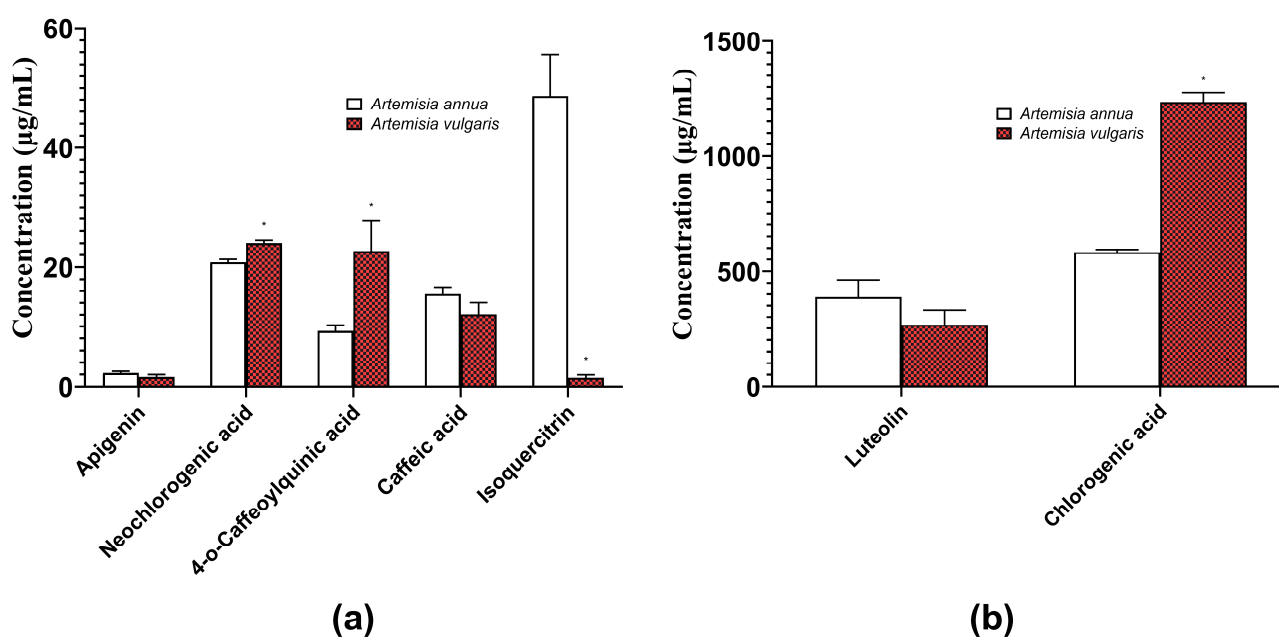 Concentration (µg/mL)
60
40
20
0
Artemisia annua
Artemisia vulgaris
*
*
*
Apigenin
Neochlorogenic acid
4-o-Caffeoylquinic acid
Caffeic acid
Isoquercitrin
(a)
Concentration (µg/mL)
1500
1000
500
0
Artemisia annua
Artemisia vulgaris
*
Luteolin
Chlorogenic acid
(b)